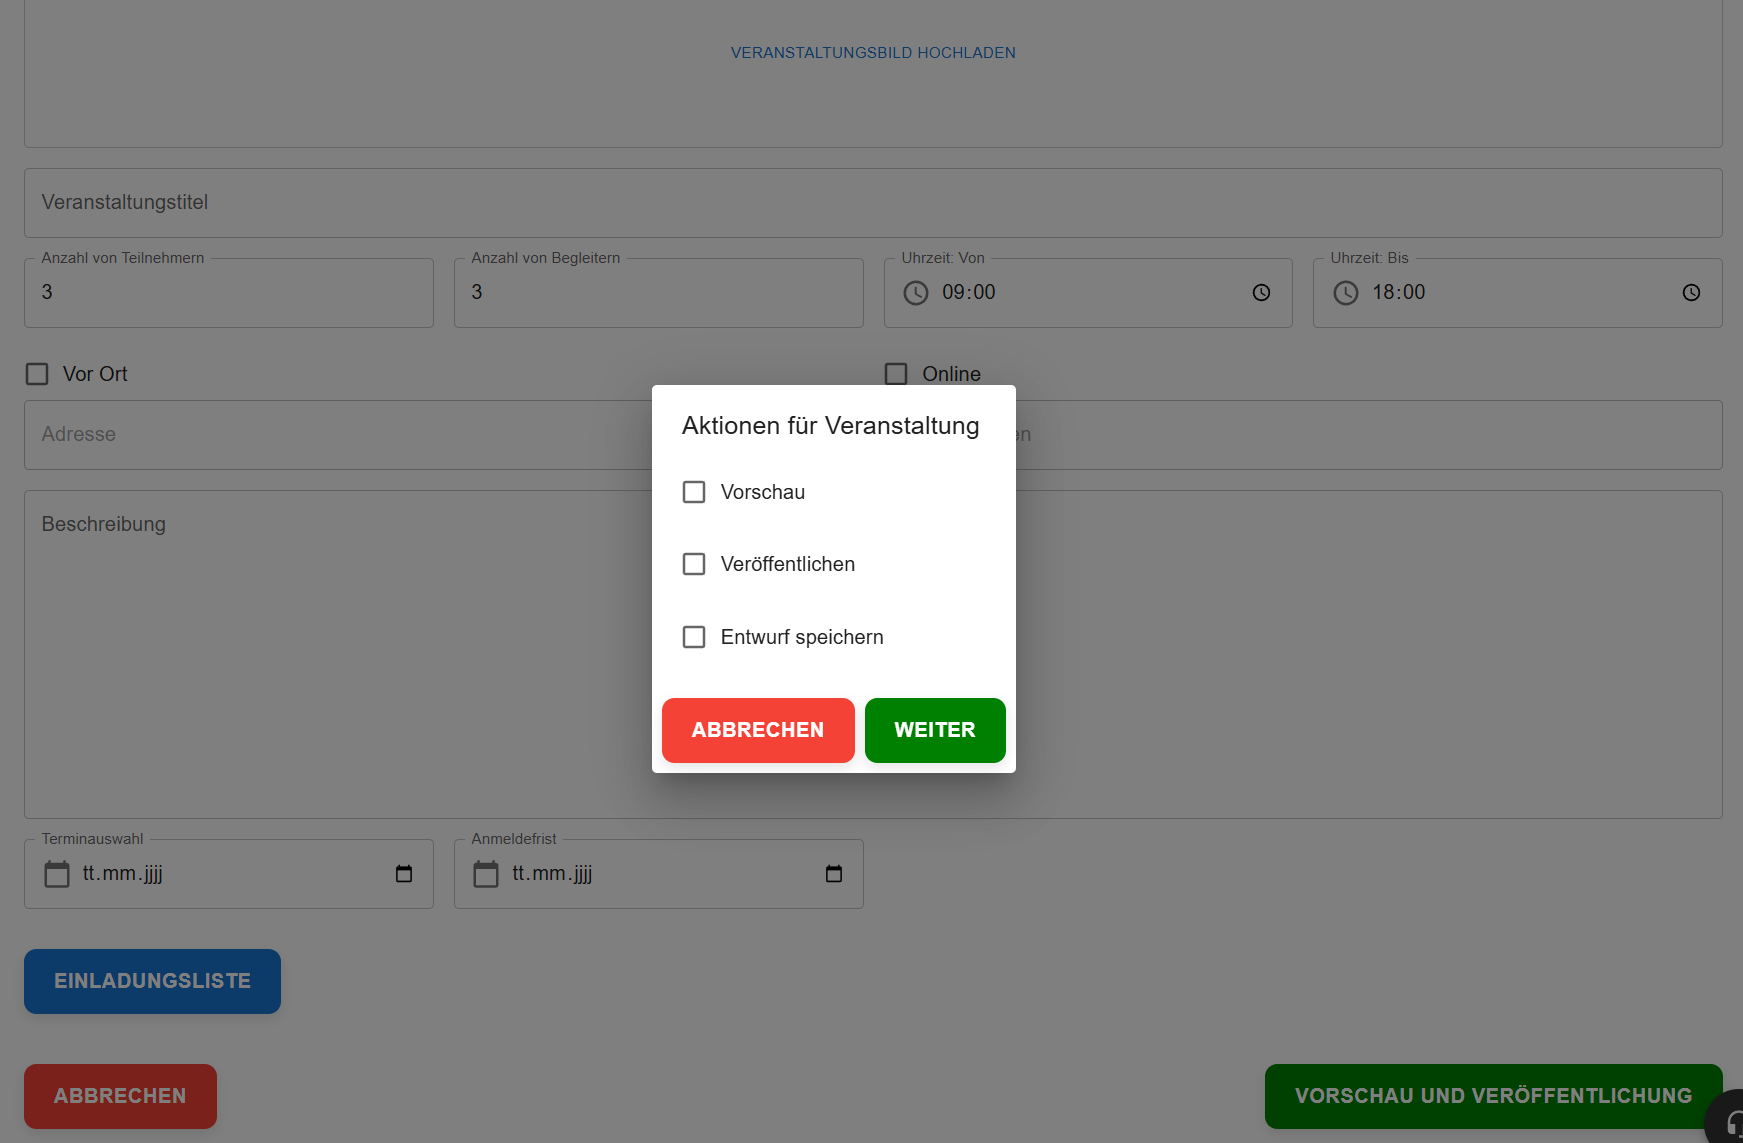 VERANSTALTUNGSBILD HOCHLADEN
Veranstaltungstitel
Anzahl von Teilnehmern
3
Anzahl von Begleitern
3
Uhrzeit: Von
09:00
Uhrzeit: Bis
18:00
Vor Ort
Online
Adresse
Aktionen für Veranstaltung
Vorschau
Veröffentlichen
Entwurf speichern
ABBRECHEN
WEITER
Beschreibung
Terminauswahl
tt.mm.jjjj
Anmeldefrist
tt.mm.jjjj
EINLADUNGSLISTE
ABBRECHEN
VORSCHAU UND VERÖFFENTLICHUNG